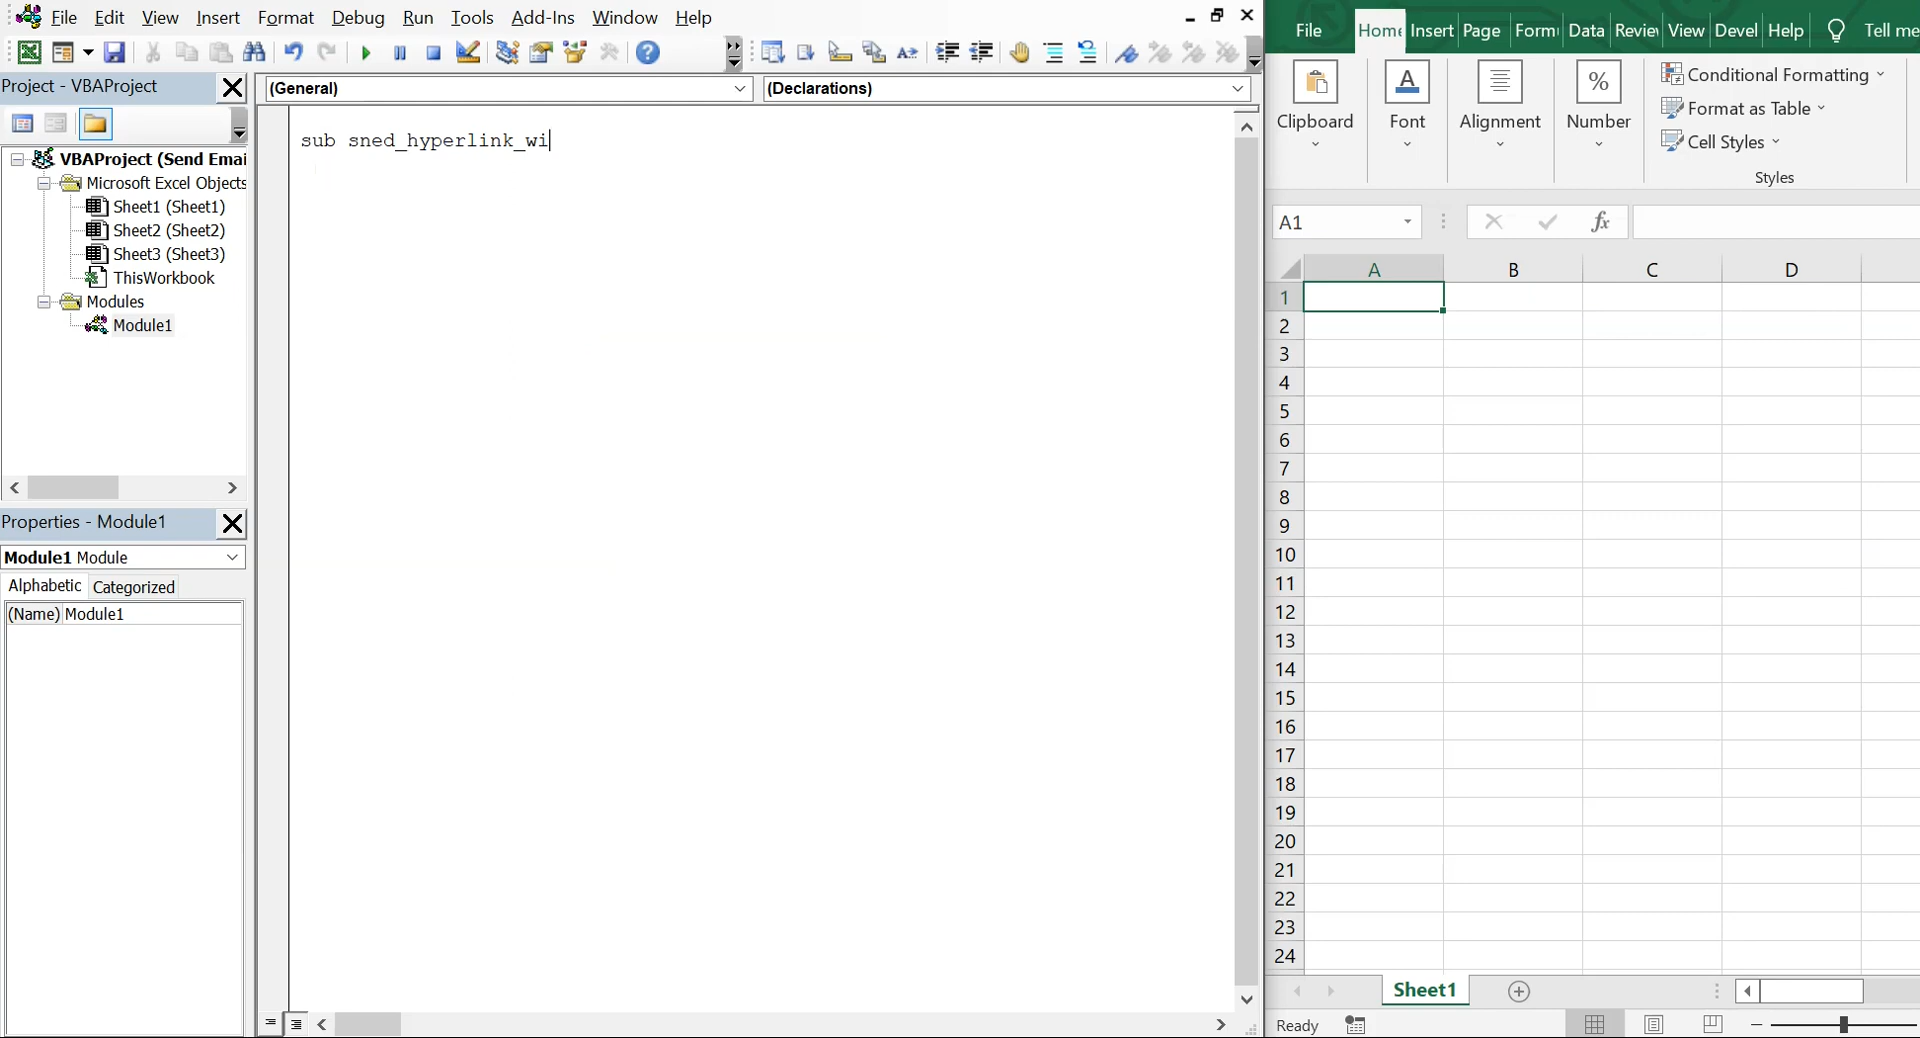 File Edit View Insert Format Debug Run Tools Add-Ins Window Help
Project - VBAProject
(General)
(Declarations)
sub sned_hyperlink_wi
VBAProject (Send Emai
Microsoft Excel Objects
Sheet1 (Sheet1)
Sheet2 (Sheet2)
Sheet3 (Sheet3)
ThisWorkbook
Modules
Module1
Properties - Module1
Module1 Module
Alphabetic Categorized
(Name) Module1
File Home Insert Page Form Data Review View Devel Help Tell me
Clipboard
Font
Alignment
Number
%
A
Conditional Formatting
Format as Table
Cell Styles
Styles
A1
fx
A B C D
1
2
3
4
5
6
7
8
9
10
11
12
13
14
15
16
17
18
19
20
21
22
23
24
Sheet1
Ready